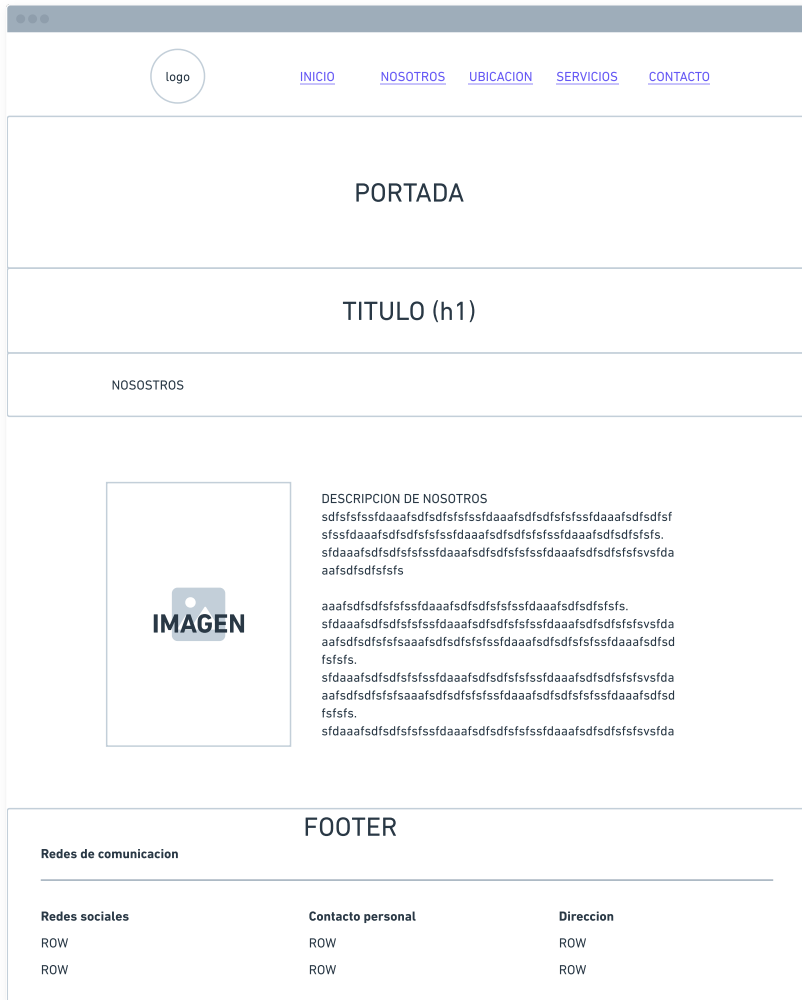 logo
INICIO
NOSOTROS
UBICACION
SERVICIOS
CONTACTO
PORTADA
TITULO (h1)
NOSOSTROS
IMAGEN
DESCRIPCION DE NOSOTROS
sdfsfsfssfdaaafsdfsdfsfsfssfdaaafsdfsdfsfsfssfdaaafsdfsdfsf
sfssfdaaafsdfsdfsfsfssfdaaafsdfsdfsfsfssfdaaafsdfsdfsfsfs.
sfdaaafsdfsdfsfsfssfdaaafsdfsdfsfsfssfdaaafsdfsdfsfsfsvsfda
aafsdfsdfsfsfs
aaafsdfsdfsfsfssfdaaafsdfsdfsfsfssfdaaafsdfsdfsfsfs.
sfdaaafsdfsdfsfsfssfdaaafsdfsdfsfsfssfdaaafsdfsdfsfsfsvsfda
aafsdfsdfsfsfsaaafsdfsdfsfsfssfdaaafsdfsdfsfsfssfdaaafsdfsd
fsfsfs.
sfdaaafsdfsdfsfsfssfdaaafsdfsdfsfsfssfdaaafsdfsdfsfsfsvsfda
aafsdfsdfsfsfsaaafsdfsdfsfsfssfdaaafsdfsdfsfsfssfdaaafsdfsd
fsfsfs.
sfdaaafsdfsdfsfsfssfdaaafsdfsdfsfsfssfdaaafsdfsdfsfsfsvsfda
FOOTER
Redes de comunicacion
Redes sociales
ROW
ROW
Contacto personal
ROW
ROW
Direccion
ROW
ROW